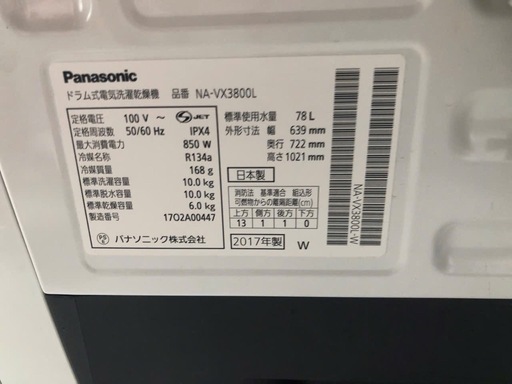 Panasonic
ドラム式電気洗濯乾燥機 品番 NA-VX3800L
定格電圧 100 V ～ S JET
定格周波数 50/60 Hz IPX4
最大消費電力 850 W
冷媒名称 R134a
冷媒質量 168 g
標準洗濯容量 10.0 kg
標準脱水容量 10.0 kg
標準乾燥容量 6.0 kg
製造番号 17O2A00447
パナソニック株式会社
標準使用水量 78 L
外形寸法 幅 639 mm
奥行 722 mm
高さ 1021 mm
日本製
消防法 基準適合 組込形
可燃物からの離隔距離(cm)
上方 側方 後方 下方
13 1 1 0
2017年製 W
NA-VX3800L-W